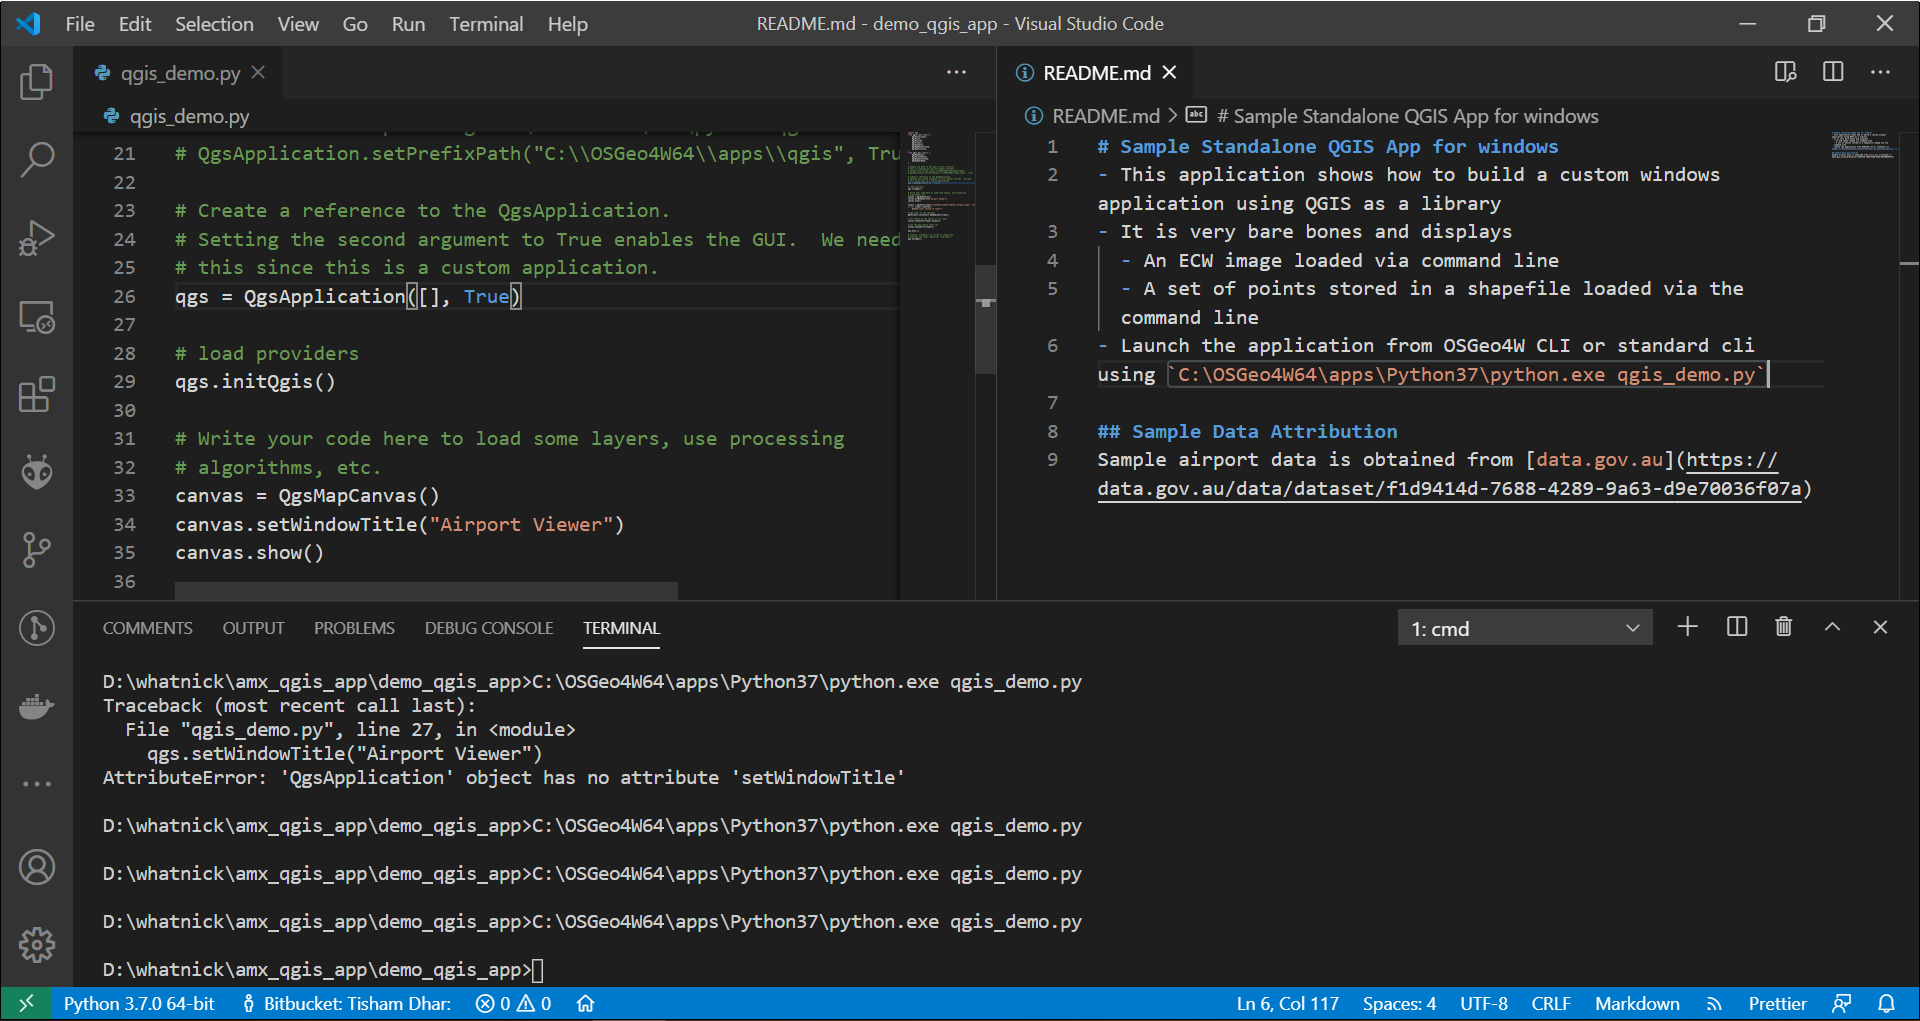 File Edit Selection View Go Run Terminal Help
README.md - demo_qgis_app - Visual Studio Code
qgis_demo.py
qgis_demo.py
21 # QgsApplication.setPrefixPath("C:\\OSGeo4W64\\apps\\qgis", Tru
22
23 # Create a reference to the QgsApplication.
24 # Setting the second argument to True enables the GUI.  We need
25 # this since this is a custom application.
26 qgs = QgsApplication([], True)
27
28 # load providers
29 qgs.initQgis()
30
31 # Write your code here to load some layers, use processing
32 # algorithms, etc.
33 canvas = QgsMapCanvas()
34 canvas.setWindowTitle("Airport Viewer")
35 canvas.show()
36
README.md
README.md > # Sample Standalone QGIS App for windows
1 # Sample Standalone QGIS App for windows
2 - This application shows how to build a custom windows
application using QGIS as a library
3 - It is very bare bones and displays
4   - An ECW image loaded via command line
5   - A set of points stored in a shapefile loaded via the
command line
6 - Launch the application from OSGeo4W CLI or standard cli
using `C:\OSGeo4W64\apps\Python37\python.exe qgis_demo.py`
7
8 ## Sample Data Attribution
9 Sample airport data is obtained from [data.gov.au](https://
data.gov.au/data/dataset/f1d9414d-7688-4289-9a63-d9e70036f07a)
COMMENTS OUTPUT PROBLEMS DEBUG CONSOLE TERMINAL
1: cmd
D:\whatnick\amx_qgis_app\demo_qgis_app>C:\OSGeo4W64\apps\Python37\python.exe qgis_demo.py
Traceback (most recent call last):
  File "qgis_demo.py", line 27, in <module>
    qgs.setWindowTitle("Airport Viewer")
AttributeError: 'QgsApplication' object has no attribute 'setWindowTitle'
D:\whatnick\amx_qgis_app\demo_qgis_app>C:\OSGeo4W64\apps\Python37\python.exe qgis_demo.py
D:\whatnick\amx_qgis_app\demo_qgis_app>C:\OSGeo4W64\apps\Python37\python.exe qgis_demo.py
D:\whatnick\amx_qgis_app\demo_qgis_app>C:\OSGeo4W64\apps\Python37\python.exe qgis_demo.py
D:\whatnick\amx_qgis_app\demo_qgis_app>
Python 3.7.0 64-bit Bitbucket: Tisham Dhar: 0 0 Ln 6, Col 117 Spaces: 4 UTF-8 CRLF Markdown Prettier